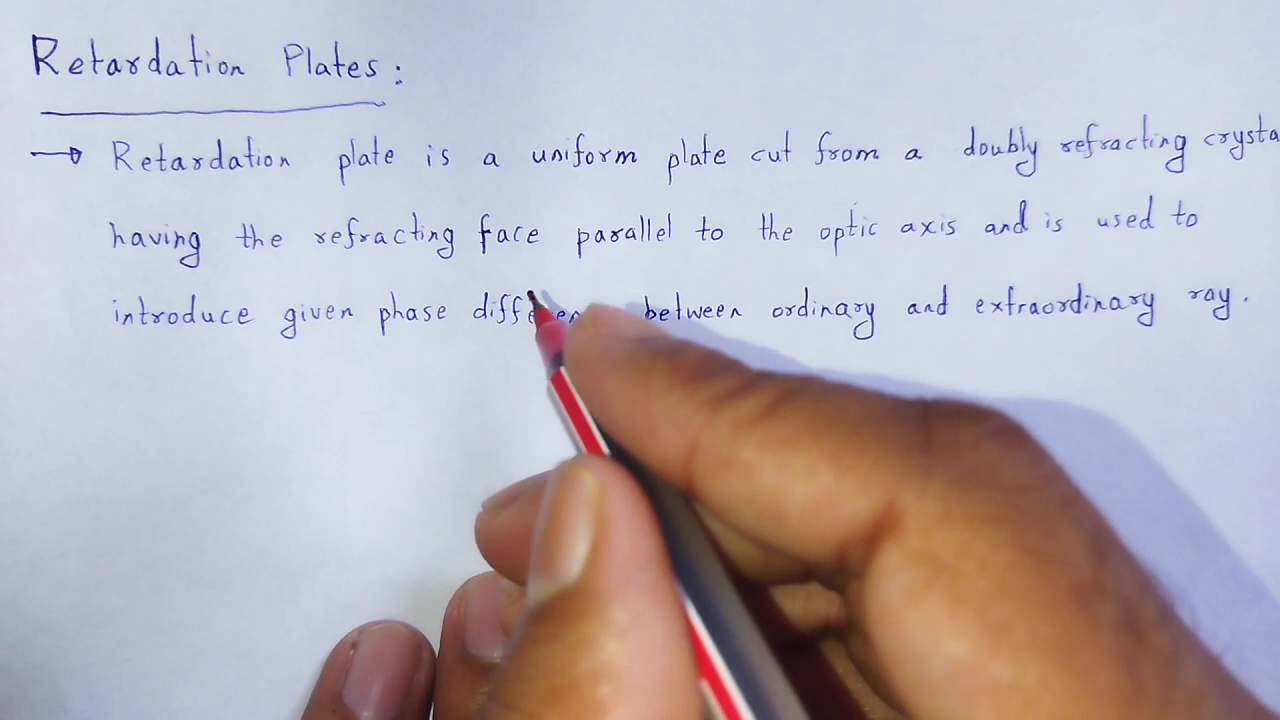 Retardation Plates:
→ Retardation plate is a uniform plate cut from a doubly refracting crysta
having the refracting face parallel to the optic axis and is used to
introduce given phase between ordinary and extraordinary ray.